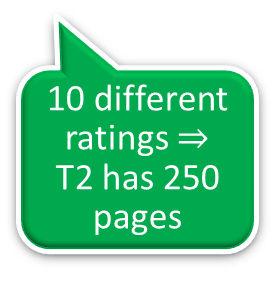 10 different
ratings ⇒
T2 has 250
pages